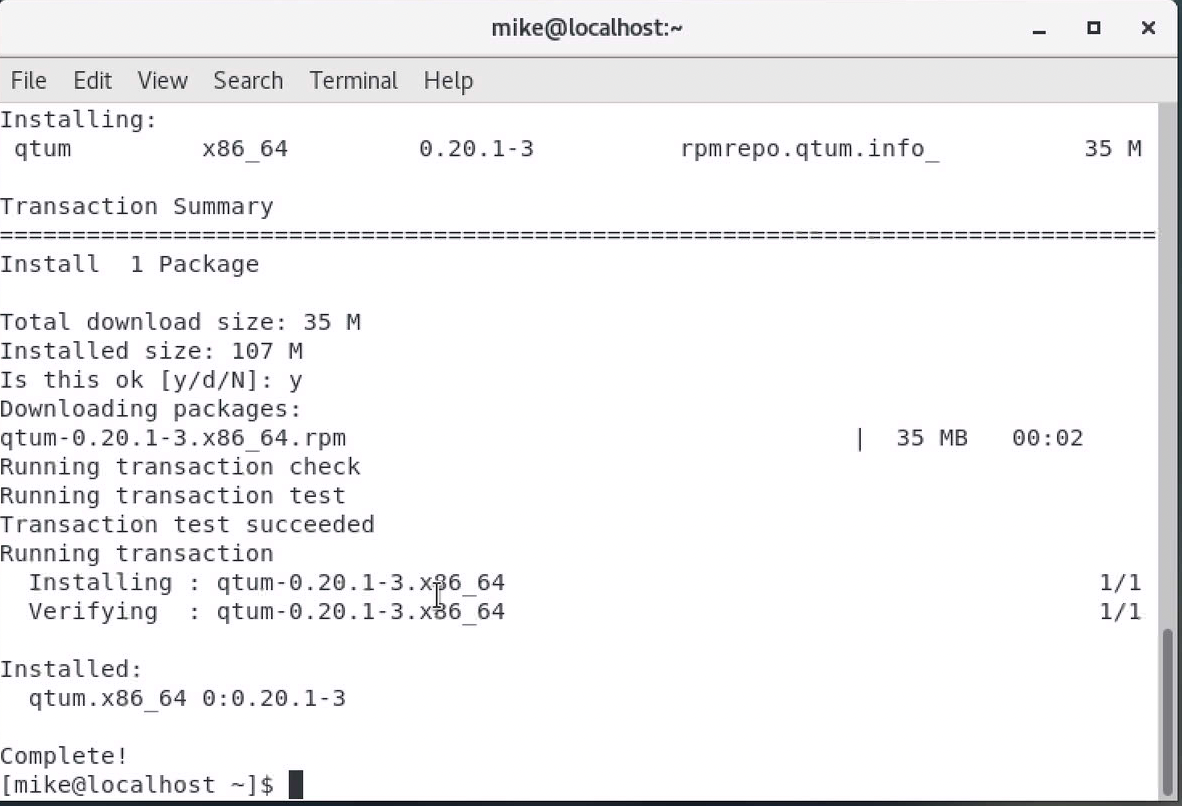 mike@localhost:~
File Edit View Search Terminal Help
Installing:
 qtum         x86_64         0.20.1-3          rpmrepo.qtum.info_          35 M

Transaction Summary
================================================================================
Install  1 Package

Total download size: 35 M
Installed size: 107 M
Is this ok [y/d/N]: y
Downloading packages:
qtum-0.20.1-3.x86_64.rpm                                   |  35 MB   00:02
Running transaction check
Running transaction test
Transaction test succeeded
Running transaction
  Installing : qtum-0.20.1-3.x86_64                                         1/1
  Verifying  : qtum-0.20.1-3.x86_64                                         1/1

Installed:
  qtum.x86_64 0:0.20.1-3

Complete!
[mike@localhost ~]$